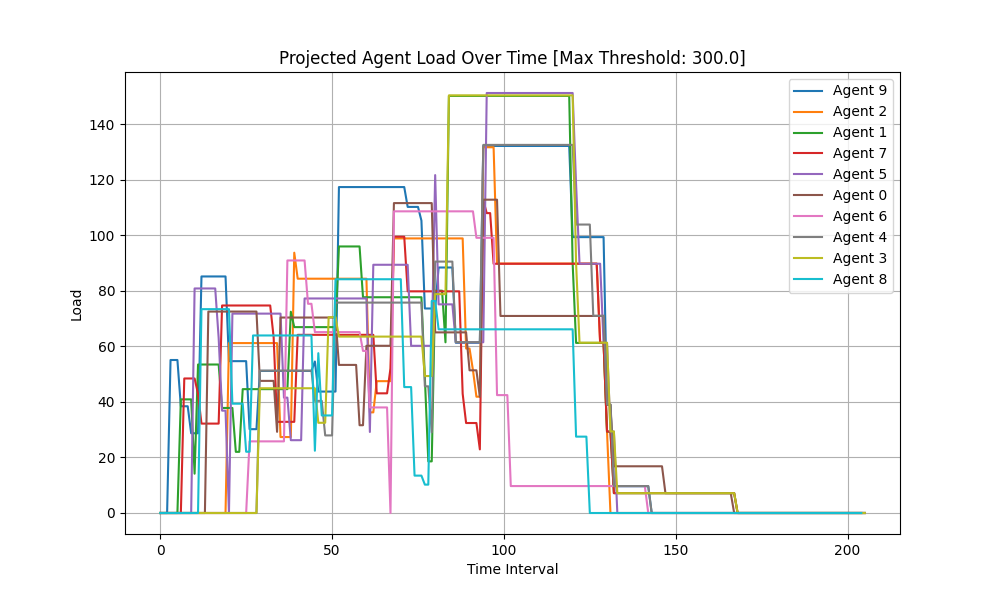 Projected Agent Load Over Time [Max Threshold: 300.0]
Load
140
120
100
80
60
40
20
0
0 50 100 150 200
Time Interval
Agent 9
Agent 2
Agent 1
Agent 7
Agent 5
Agent 0
Agent 6
Agent 4
Agent 3
Agent 8